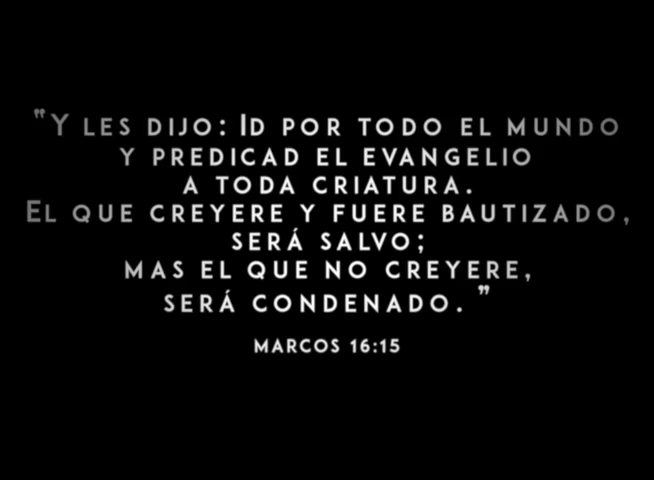 "Y LES DIJO: ID POR TODO EL MUNDO
Y PREDICAD EL EVANGELIO
A TODA CRIATURA.
EL QUE CREYERE Y FUERE BAUTIZADO,
SERÁ SALVO;
MAS EL QUE NO CREYERE,
SERÁ CONDENADO. "
MARCOS 16:15